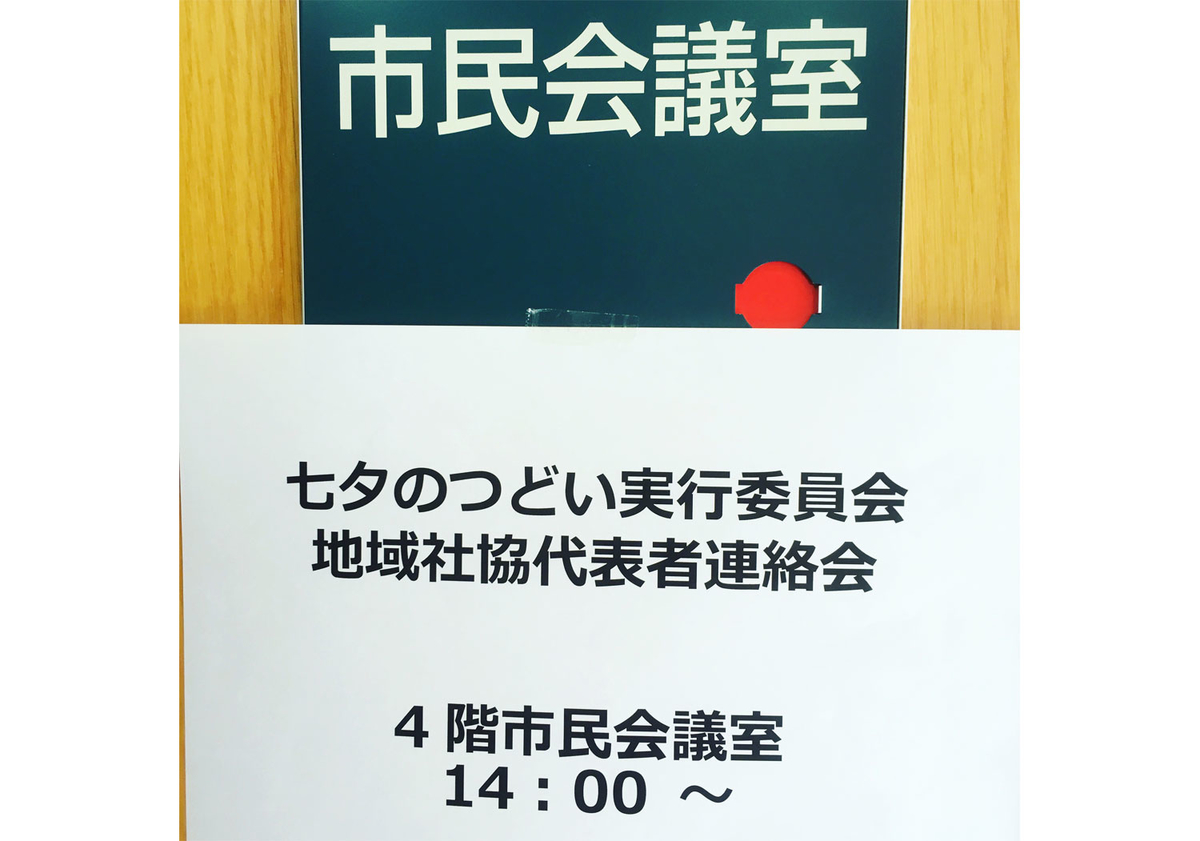 市民会議室
七夕のつどい実行委員会
地域社協代表者連絡会
4階市民会議室
14：00 ～